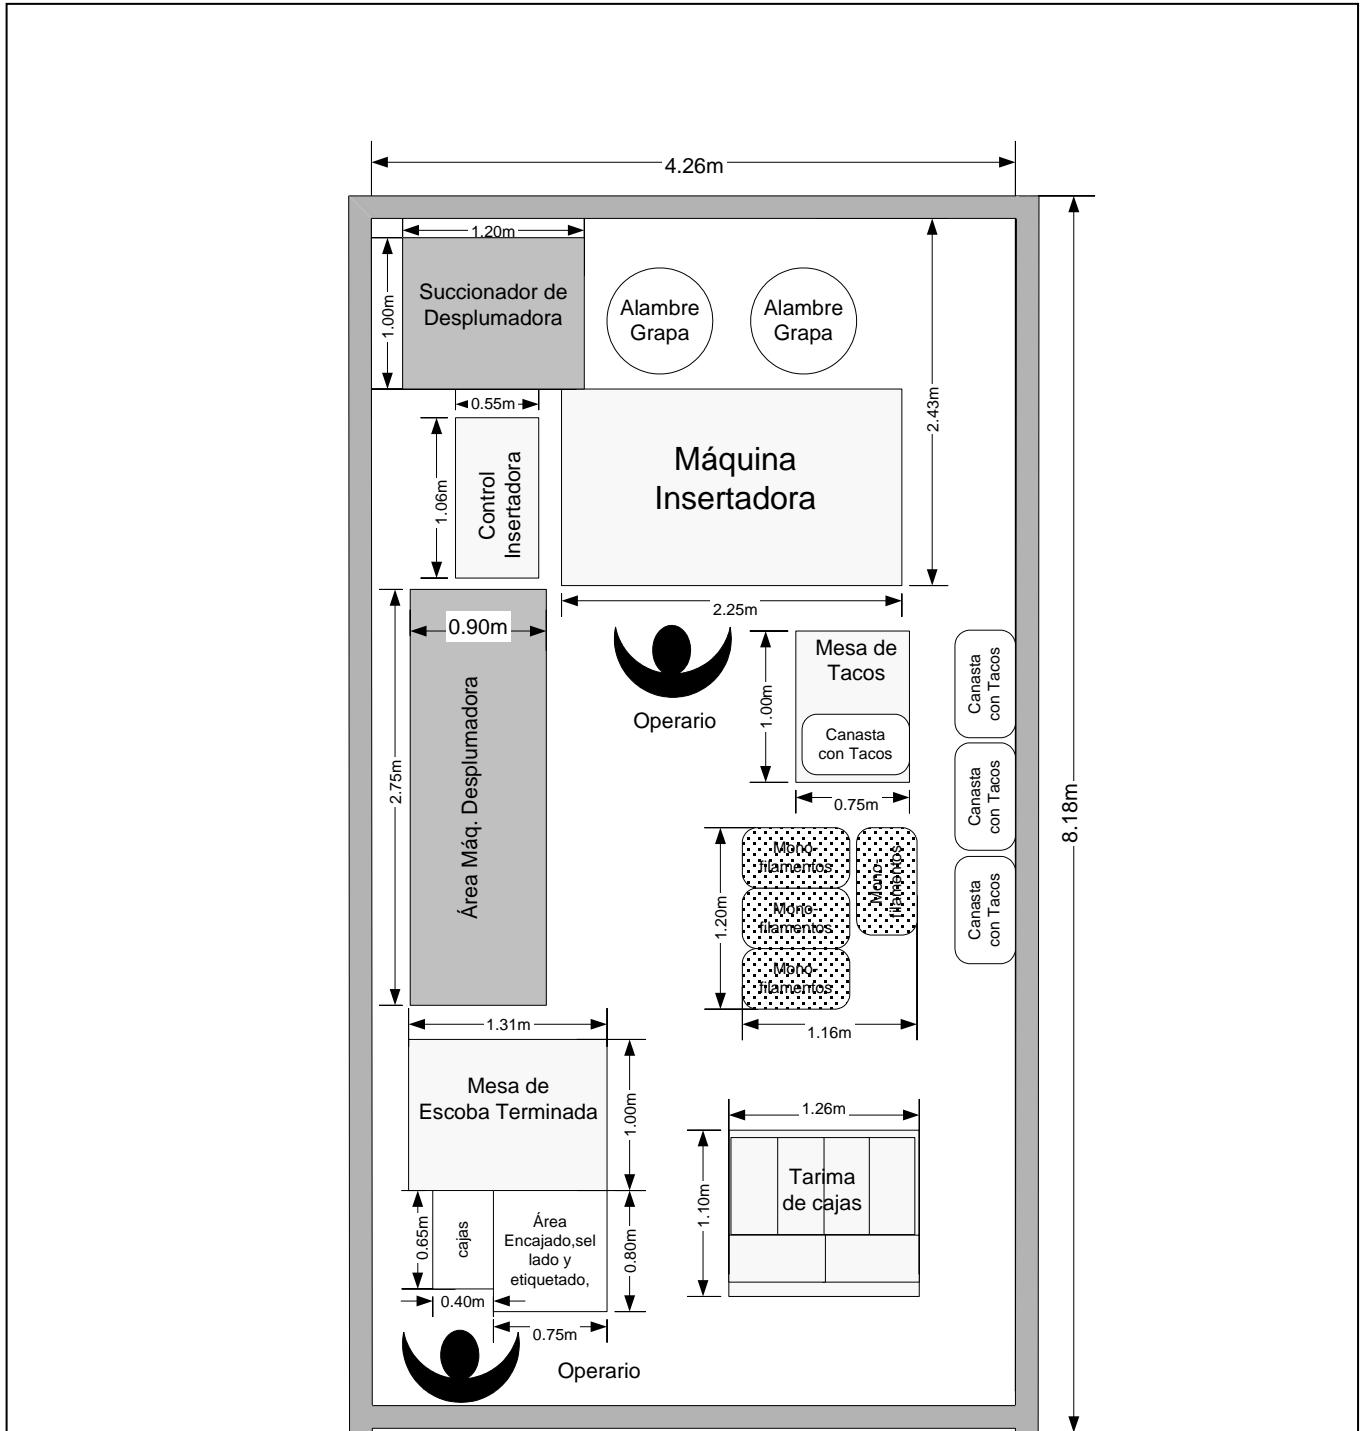 4.26m
1.20m
1.00m
Succionador de
Desplumadora
Alambre
Grapa
Alambre
Grapa
2.43m
0.55m
1.06m
Control
Insertadora
Máquina
Insertadora
2.25m
0.90m
2.75m
Área Máq. Desplumadora
Operario
1.00m
Mesa de
Tacos
Canasta
con Tacos
0.75m
Canasta
con Tacos
Canasta
con Tacos
Canasta
con Tacos
8.18m
1.20m
Mono-
filamentos
Mono-
filamentos
Mono-
filamentos
Mono-
filamentos
1.16m
1.31m
Mesa de
Escoba Terminada
1.00m
0.65m
cajas
0.40m
Área
Encajado,sel
lado y
etiquetado,
0.80m
0.75m
1.26m
1.10m
Tarima
de cajas
Operario